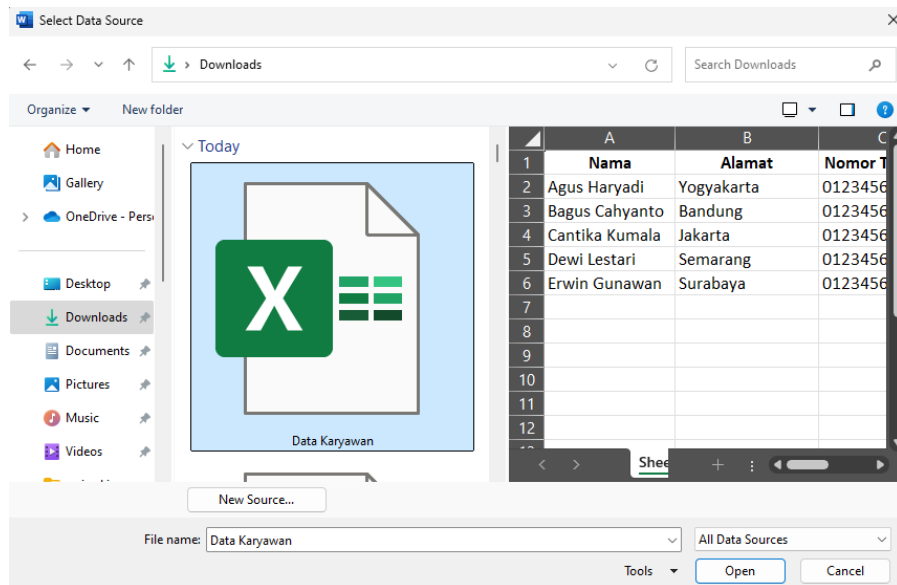 Select Data Source
Downloads
Search Downloads
Organize
New folder
Home
Gallery
OneDrive - Pers
Desktop
Downloads
Documents
Pictures
Music
Videos
Today
Data Karyawan
A B C
1 Nama Alamat Nomor T
2 Agus Haryadi Yogyakarta 0123456
3 Bagus Cahyanto Bandung 0123456
4 Cantika Kumala Jakarta 0123456
5 Dewi Lestari Semarang 0123456
6 Erwin Gunawan Surabaya 0123456
7
8
9
10
11
12
Shee
New Source...
File name: Data Karyawan
All Data Sources
Tools
Open
Cancel